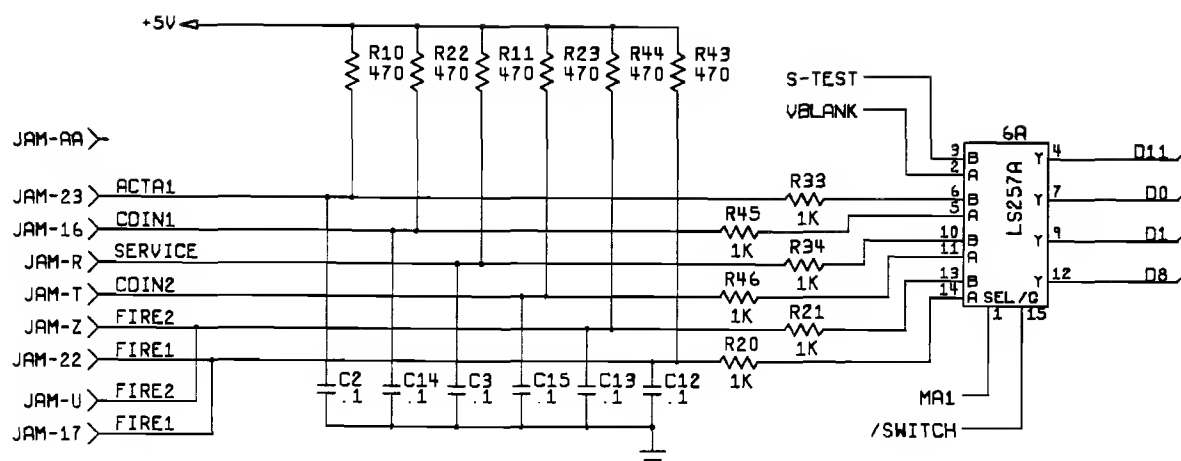 +5V
R10 R22 R11 R23 R44 R43
470 470 470 470 470 470
S-TEST
VBLANK
JAM-AA
6A
LS257A
3 B Y 4 D11
2 A
JAM-23 ACTA1 R33 1K 6 B Y 7 D0
JAM-16 COIN1 R45 1K 5 A
JAM-R SERVICE R34 1K 10 B Y 9 D1
JAM-T COIN2 R46 1K 11 A
JAM-Z FIRE2 R21 1K 13 B Y 12 D8
JAM-22 FIRE1 R20 1K 14 A SEL/G
1 15
JAM-U FIRE2
JAM-17 FIRE1
C2 C14 C3 C15 C13 C12
.1 .1 .1 .1 .1 .1
MA1
/SWITCH